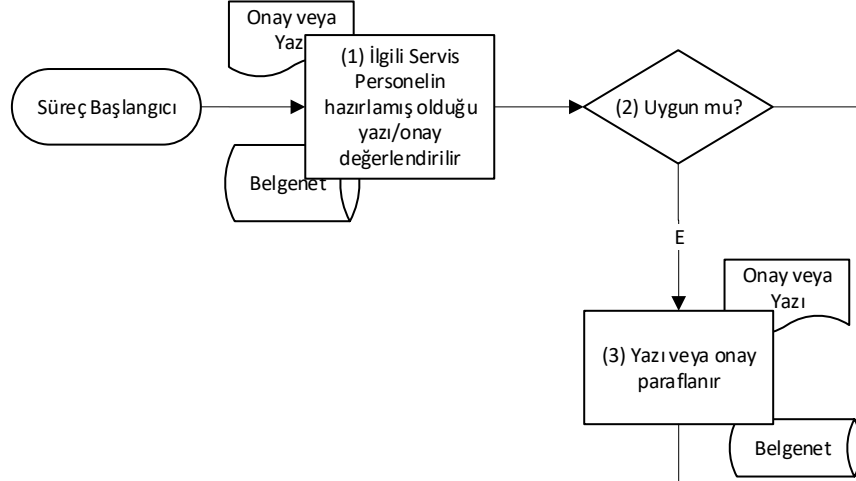 Onay veya
Yazı
Süreç Başlangıcı
(1) İlgili Servis
Personelin
hazırlamış olduğu
yazı/onay
değerlendirilir
Belgenet
(2) Uygun mu?
E
Onay veya
Yazı
(3) Yazı veya onay
paraflanır
Belgenet